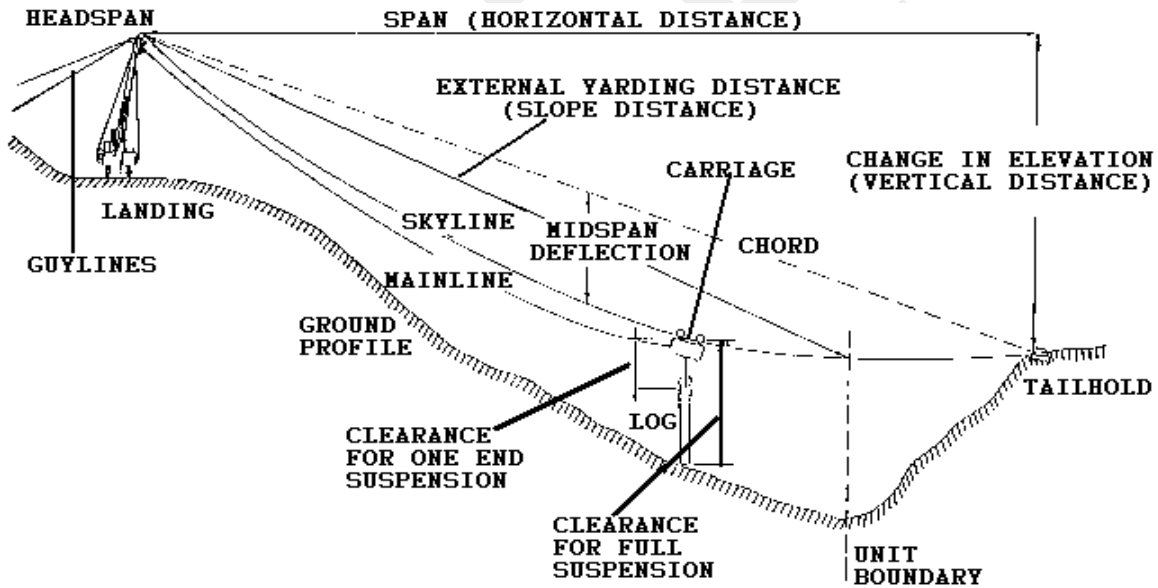 HEADSPAN
SPAN (HORIZONTAL DISTANCE)
EXTERNAL YARDING DISTANCE
(SLOPE DISTANCE)
CARRIAGE
CHANGE IN ELEVATION
(VERTICAL DISTANCE)
LANDING
SKYLINE
MIDSPAN
DEFLECTION
CHORD
GUYLINES
MAINLINE
GROUND
PROFILE
TAILHOLD
LOG
CLEARANCE
FOR ONE END
SUSPENSION
CLEARANCE
FOR FULL
SUSPENSION
UNIT
BOUNDARY